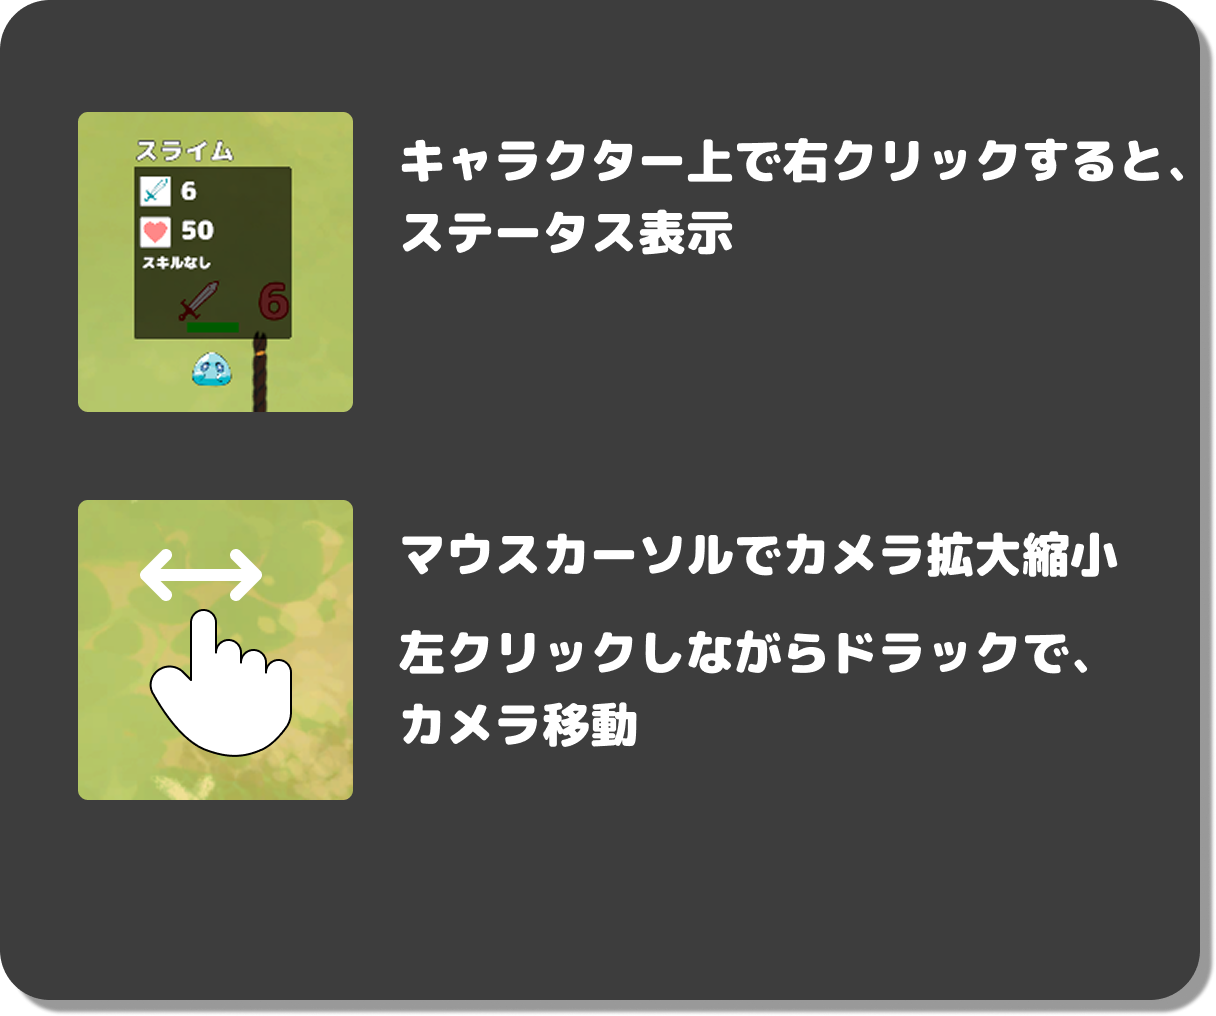 スライム
6
50
スキルなし
6
キャラクター上で右クリックすると、
ステータス表示
マウスカーソルでカメラ拡大縮小
左クリックしながらドラックで、
カメラ移動